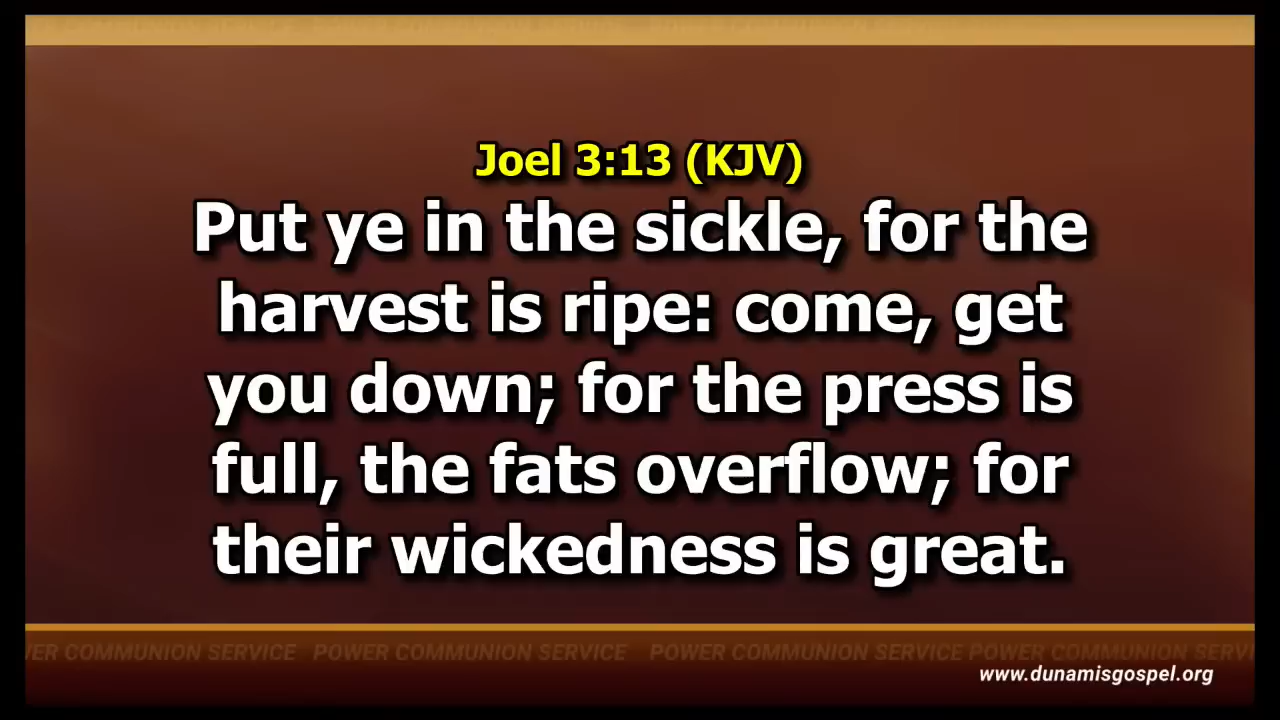 Joel 3:13 (KJV)
Put ye in the sickle, for the
harvest is ripe: come, get
you down; for the press is
full, the fats overflow; for
their wickedness is great.
ER COMMUNION SERVICE POWER COMMUNION SERVICE POWER COMMUNION SERVICE POWER COMMUNION SERVI
www.dunamisgospel.org